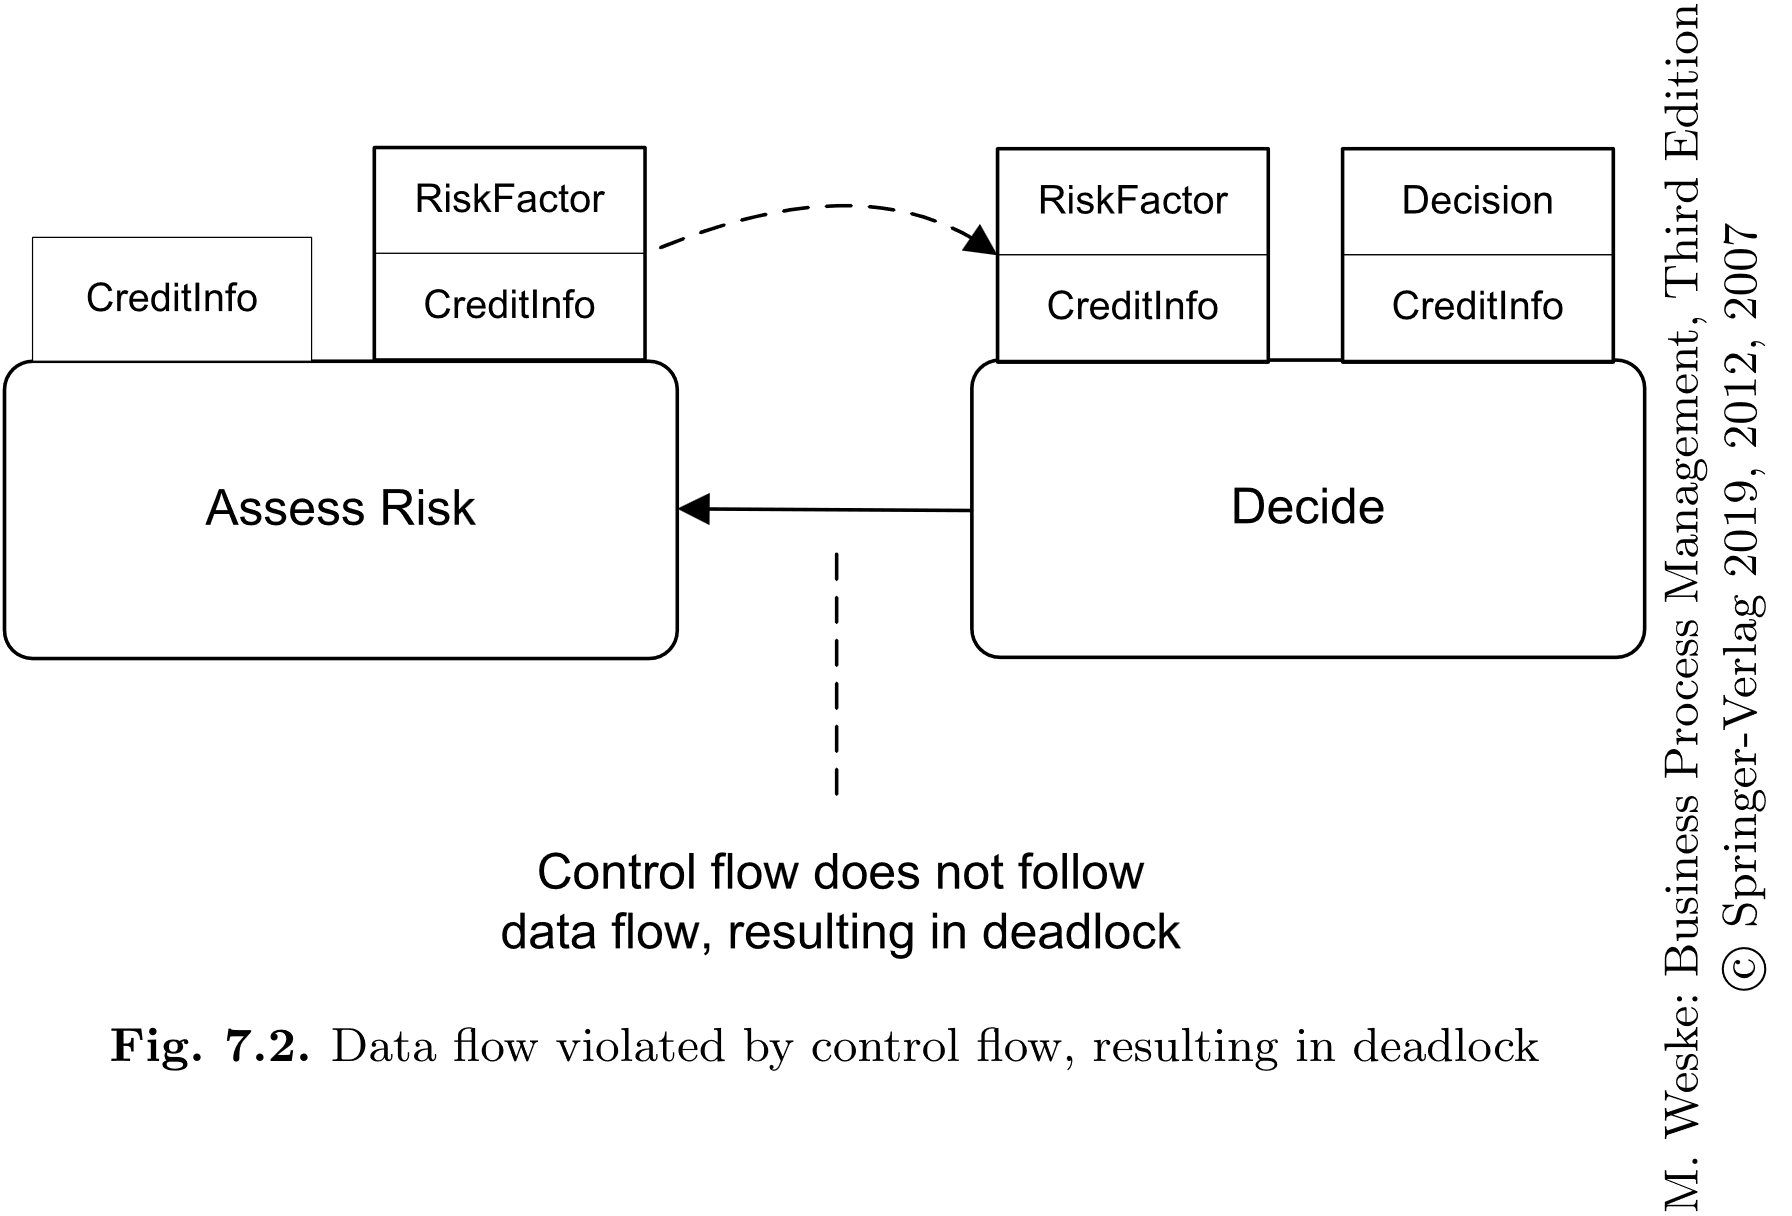 RiskFactor
CreditInfo
CreditInfo
RiskFactor
CreditInfo
Decision
CreditInfo
Assess Risk
Decide
Control flow does not follow
data flow, resulting in deadlock
Fig. 7.2. Data flow violated by control flow, resulting in deadlock
M. Weske: Business Process Management, Third Edition
© Springer-Verlag 2019, 2012, 2007